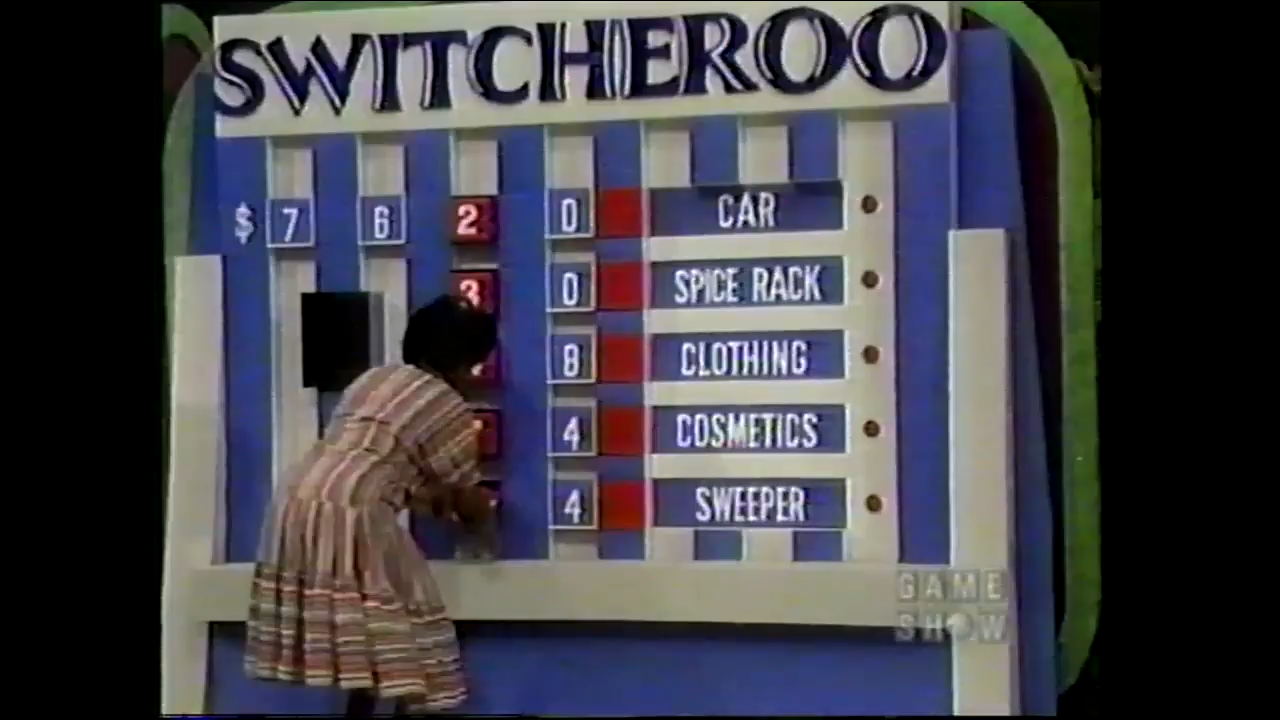 SWITCHEROO
$ 7 6 2 0 CAR
3 0 SPICE RACK
8 CLOTHING
4 COSMETICS
4 SWEEPER
GAME
SHOW